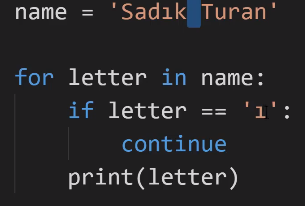 name = 'Sadık Turan'
for letter in name:
    if letter == 'ı':
        continue
    print(letter)